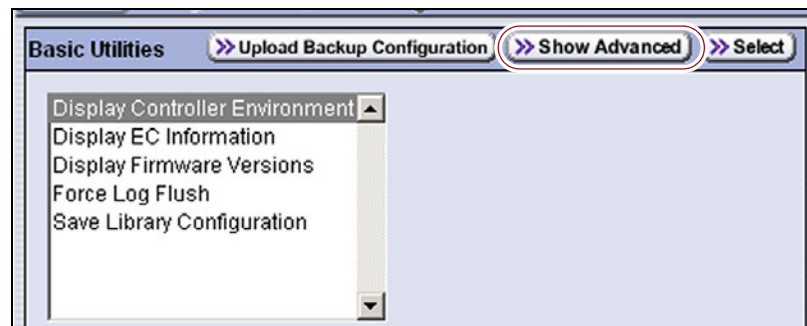 Basic Utilities Upload Backup Configuration Show Advanced Select
Display Controller Environment
Display EC Information
Display Firmware Versions
Force Log Flush
Save Library Configuration